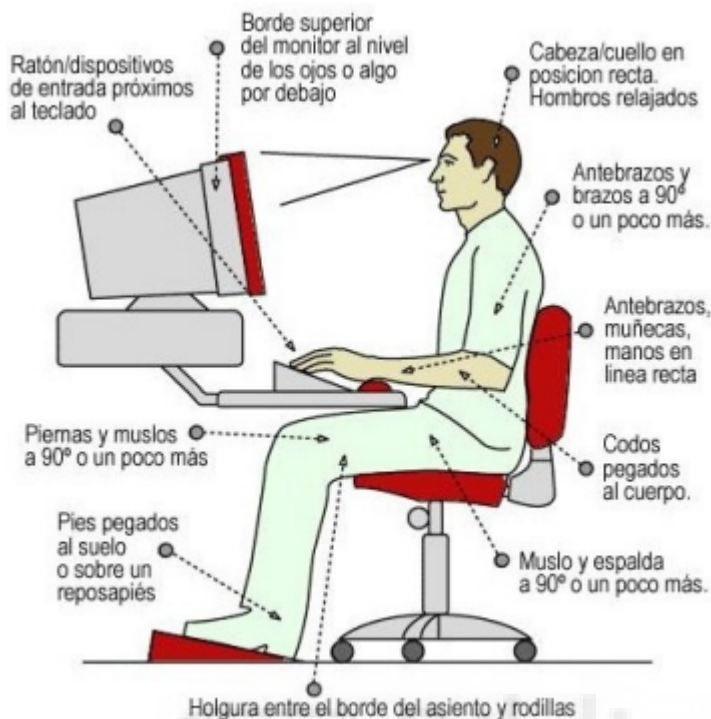 Borde superior
del monitor al nivel
de los ojos o algo
por debajo
Ratón/dispositivos
de entrada próximos
al teclado
Cabeza/cuello en
posicion recta.
Hombros relajados
Antebrazos y
brazos a 90º
o un poco más.
Antebrazos,
muñecas,
manos en
linea recta
Piernas y muslos
a 90º o un poco más
Codos
pegados
al cuerpo.
Pies pegados
al suelo
o sobre un
reposapiés
Muslo y espalda
a 90º o un poco más.
Holgura entre el borde del asiento y rodillas